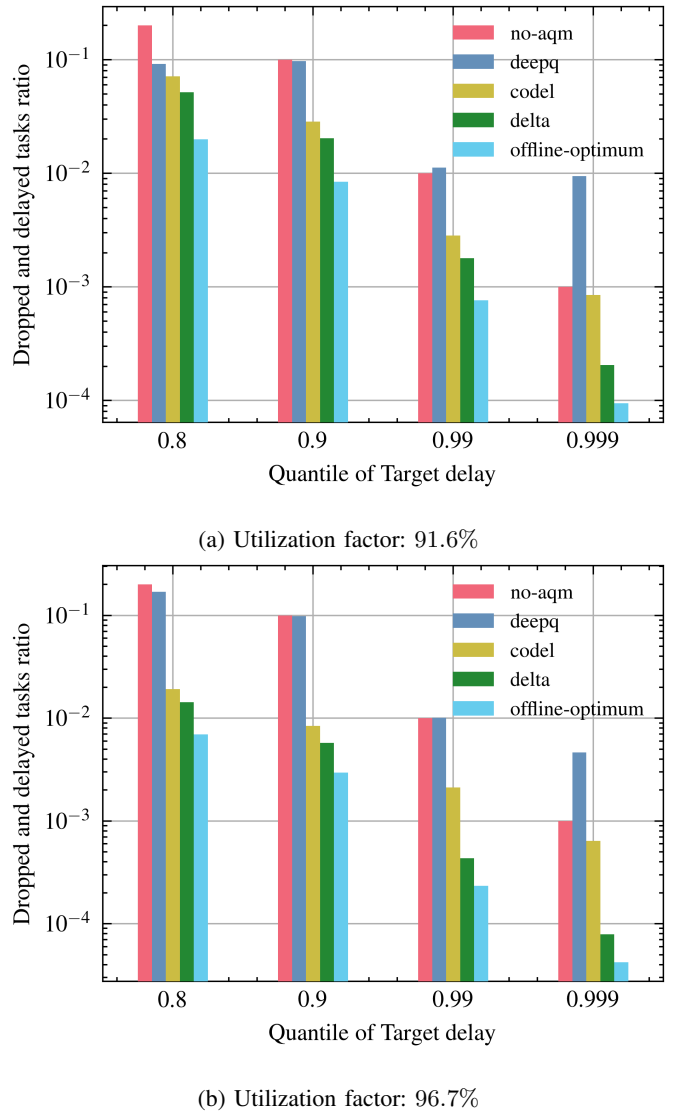 Dropped and delayed tasks ratio
10⁻¹
10⁻²
10⁻³
10⁻⁴
no-aqm
deepq
codel
delta
offline-optimum
0.8 0.9 0.99 0.999
Quantile of Target delay
(a) Utilization factor: 91.6%
Dropped and delayed tasks ratio
10⁻¹
10⁻²
10⁻³
10⁻⁴
no-aqm
deepq
codel
delta
offline-optimum
0.8 0.9 0.99 0.999
Quantile of Target delay
(b) Utilization factor: 96.7%